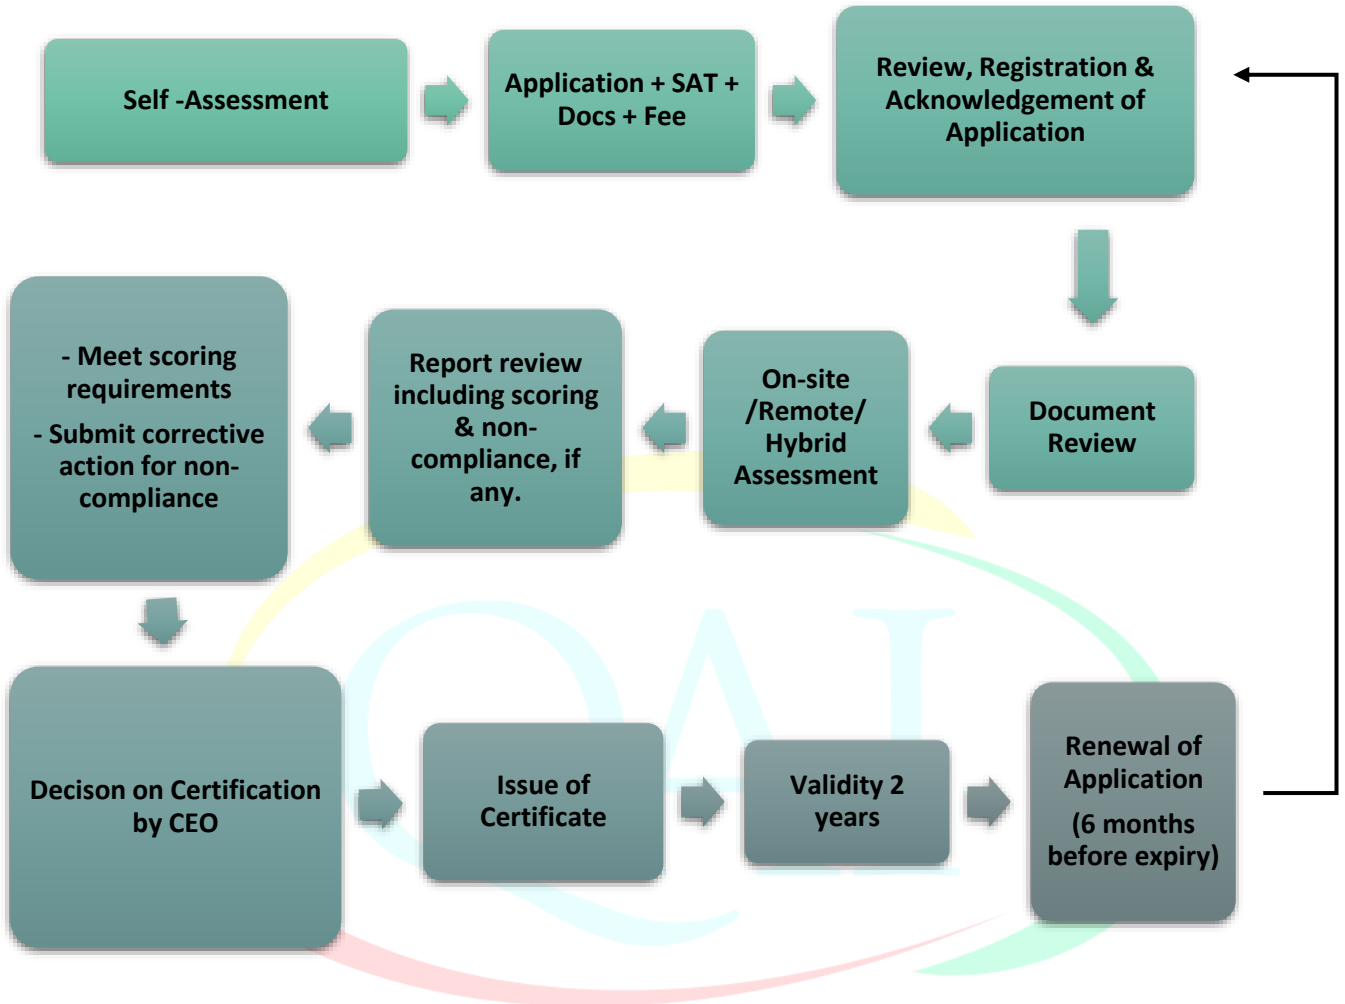 Self -Assessment
Application + SAT +
Docs + Fee
Review, Registration &
Acknowledgement of
Application
Document
Review
On-site
/Remote/
Hybrid
Assessment
Report review
including scoring
& non-
compliance, if
any.
- Meet scoring
requirements
- Submit corrective
action for non-
compliance
Decison on Certification
by CEO
Issue of
Certificate
Validity 2
years
Renewal of
Application
(6 months
before expiry)
QAI